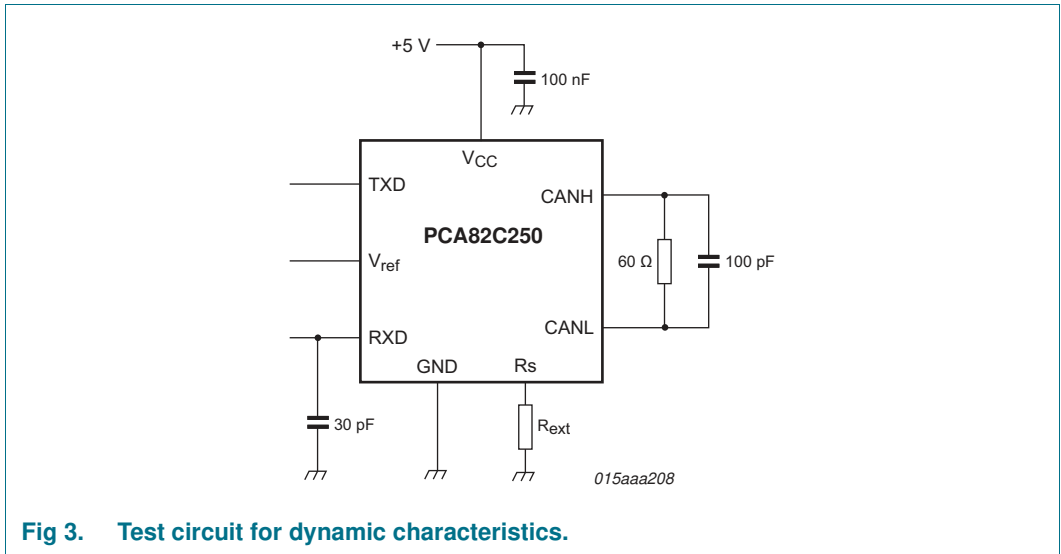 +5 V
100 nF
VCC
TXD
CANH
PCA82C250
Vref
60 Ω
100 pF
CANL
RXD
GND
Rs
30 pF
Rext
015aaa208
Fig 3. Test circuit for dynamic characteristics.